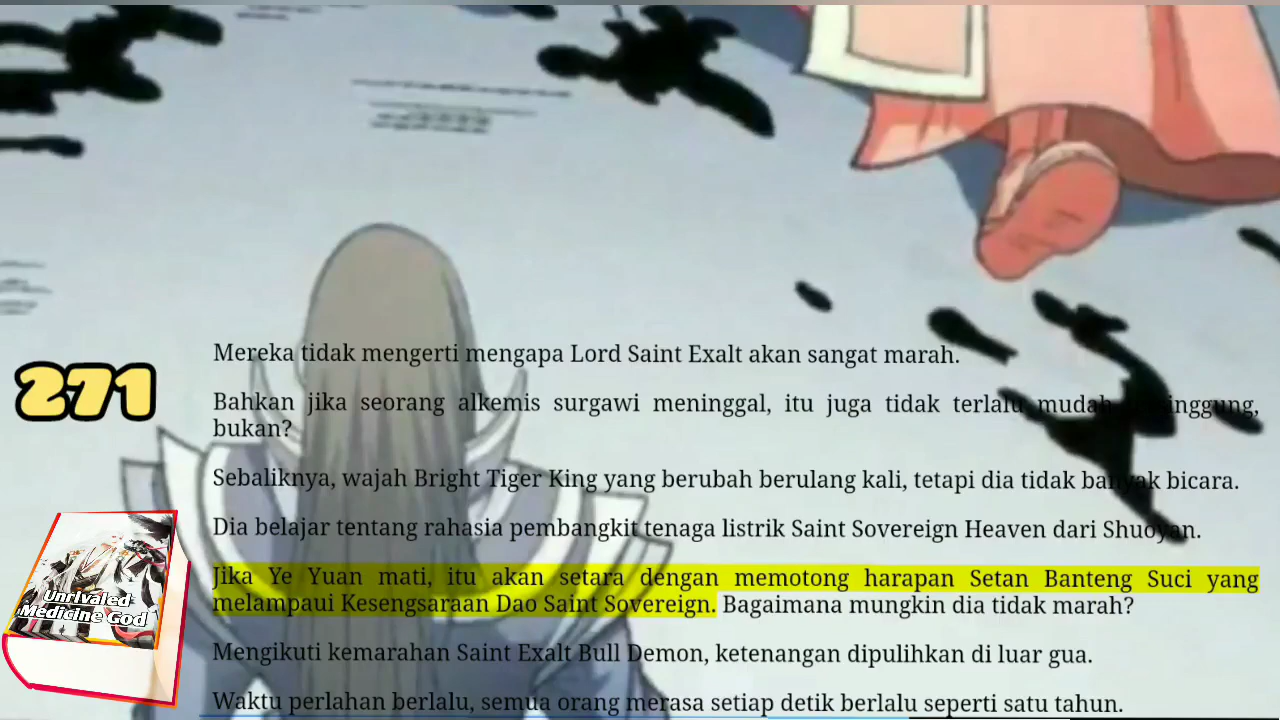 Mereka tidak mengerti mengapa Lord Saint Exalt akan sangat marah.
271
Bahkan jika seorang alkemis surgawi meninggal, itu juga tidak terlalu mudah
bukan?
Sebaliknya, wajah Bright Tiger King yang berubah berulang kali, tetapi dia tidak banyak bicara.
Dia belajar tentang rahasia pembangkit tenaga listrik Saint Sovereign Heaven dari Shuoyan.
Jika Ye Yuan mati, itu akan setara dengan memotong harapan Setan Banteng Suci yang
melampaui Kesengsaraan Dao Saint Sovereign. Bagaimana mungkin dia tidak marah?
Unrivaled
Medicine God
Mengikuti kemarahan Saint Exalt Bull Demon, ketenangan dipulihkan di luar gua.
Waktu perlahan berlalu, semua orang merasa setiap detik berlalu seperti satu tahun.